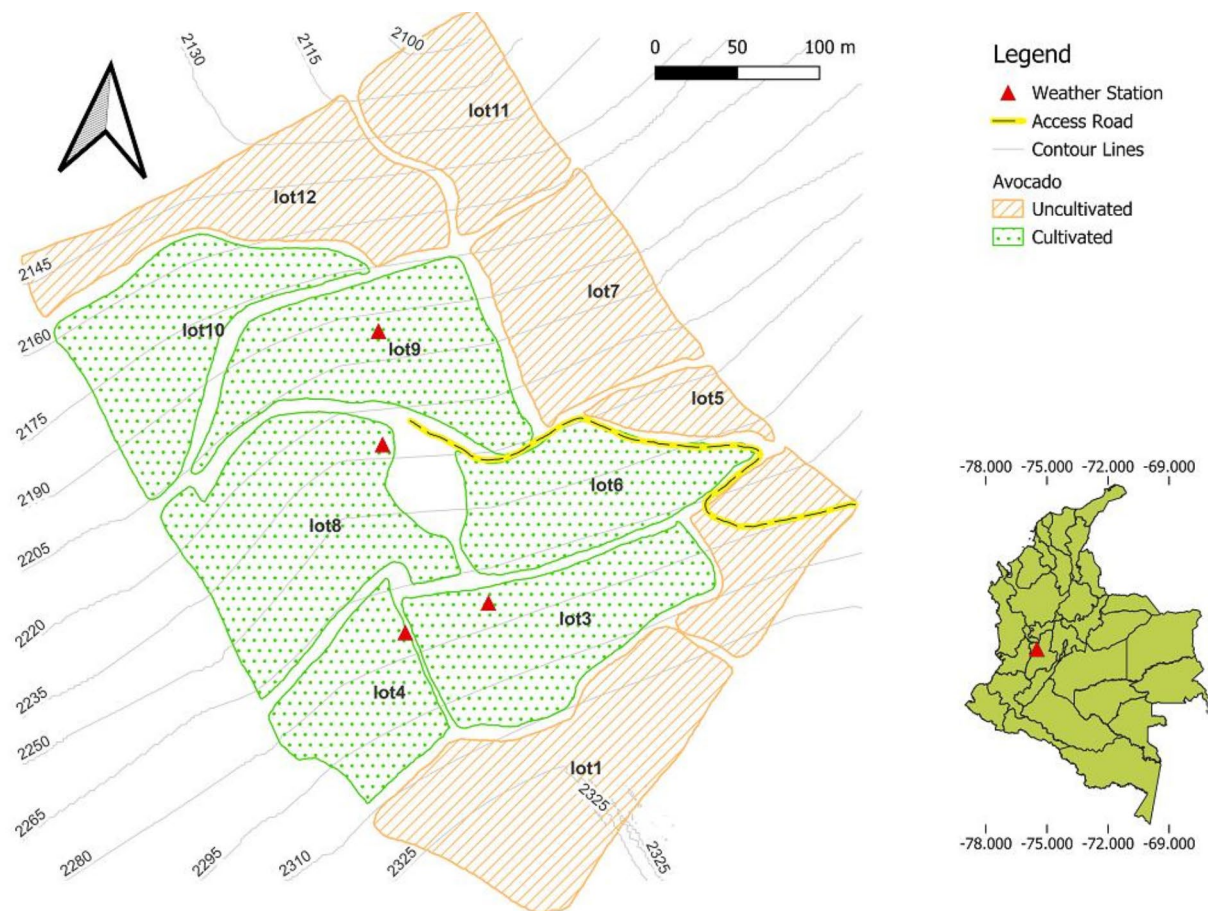 2130
2115
2100
0 50 100 m
Legend
Weather Station
Access Road
Contour Lines
Avocado
Uncultivated
Cultivated
lot11
lot12
2145
lot7
lot10
lot9
2160
lot5
2175
lot6
2190
lot8
-78.000 -75.000 -72.000 -69.000
2205
lot3
2220
lot4
2235
2250
lot1
2325
2265
2280
2295
2310
2325
2325
-78.000 -75.000 -72.000 -69.000